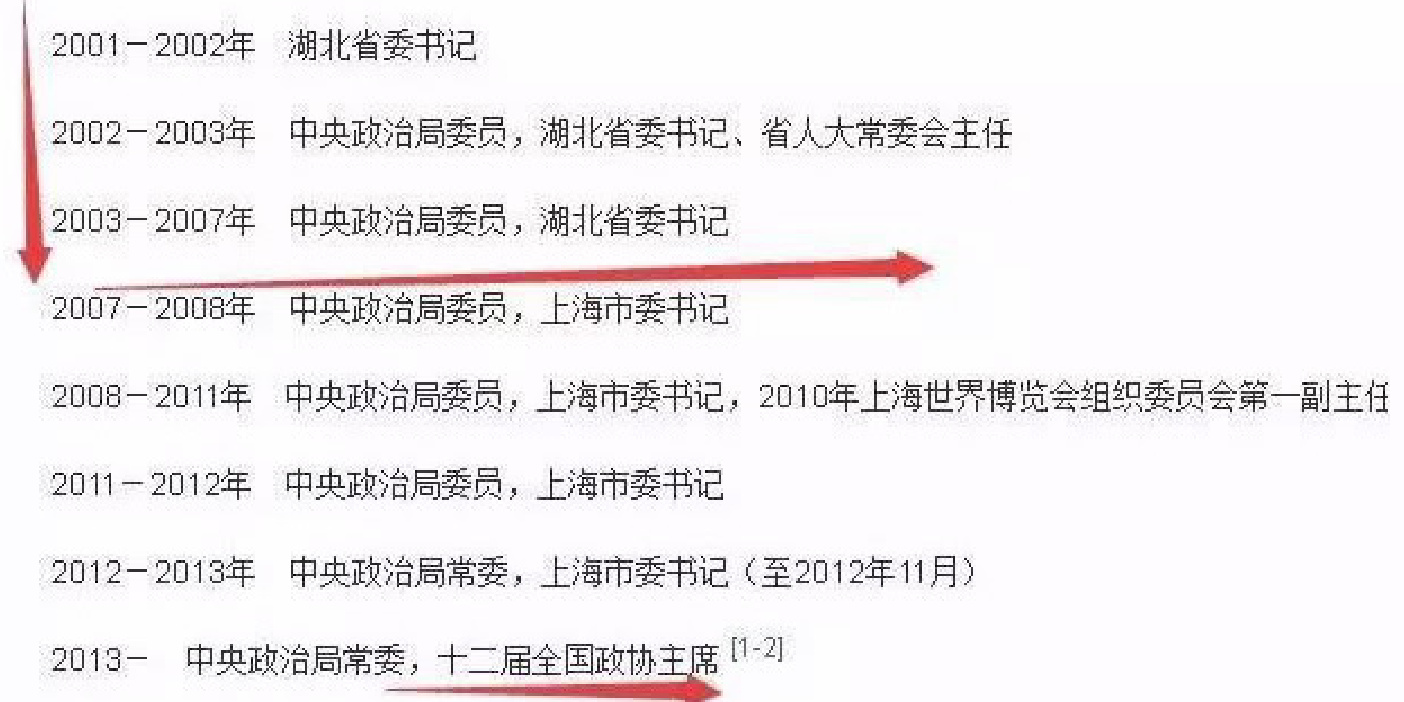 2001－2002年 湖北省委书记
2002－2003年 中央政治局委员，湖北省委书记、省人大常委会主任
2003－2007年 中央政治局委员，湖北省委书记
2007－2008年 中央政治局委员，上海市委书记
2008－2011年 中央政治局委员，上海市委书记，2010年上海世界博览会组织委员会第一副主任
2011－2012年 中央政治局委员，上海市委书记
2012－2013年 中央政治局常委，上海市委书记（至2012年11月）
2013－ 中央政治局常委，十二届全国政协主席 [1-2]